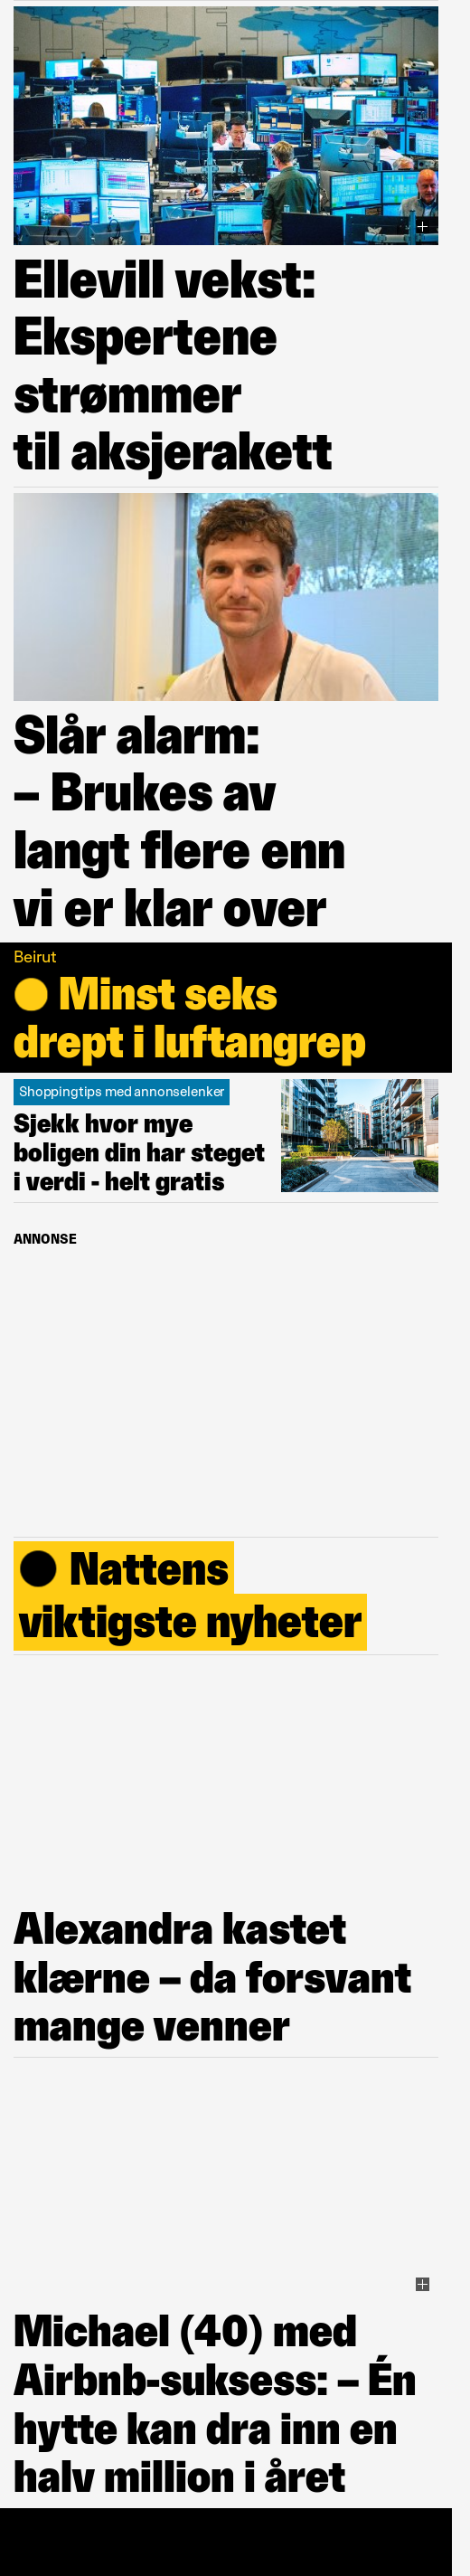 Ellevill vekst:
Ekspertene
strømmer
til aksjerakett
Slår alarm:
– Brukes av
langt flere enn
vi er klar over
Beirut
Minst seks
drept i luftangrep
Shoppingtips med annonselenker
Sjekk hvor mye
boligen din har steget
i verdi - helt gratis
ANNONSE
Nattens
viktigste nyheter
Alexandra kastet
klærne – da forsvant
mange venner
Michael (40) med
Airbnb-suksess: – Én
hytte kan dra inn en
halv million i året